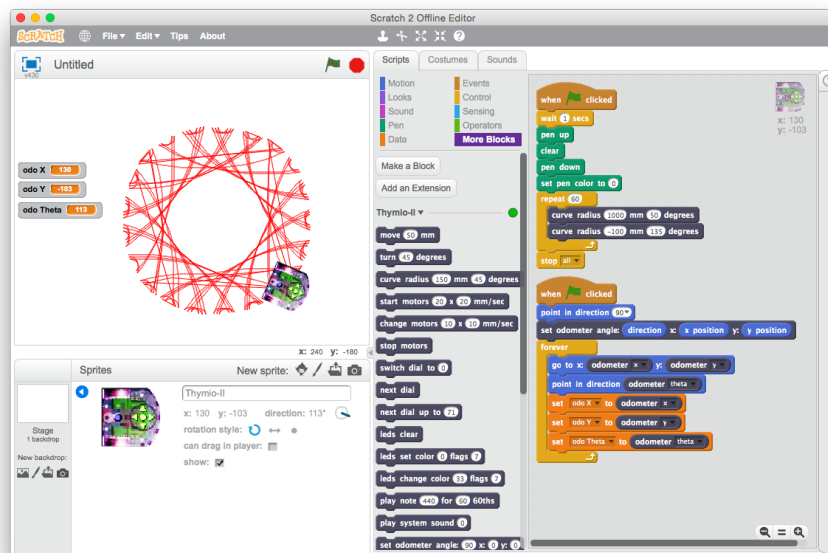 Scratch 2 Offline Editor
SCRATCH File Edit Tips About
v430 Untitled
odo X 130
odo Y -103
odo Theta 113
x: 240 y: -180
Sprites New sprite:
Stage
1 backdrop
New backdrop:
Thymio-II
x: 130 y: -103 direction: 113°
rotation style:
can drag in player:
show:
Scripts Costumes Sounds
Motion Events
Looks Control
Sound Sensing
Pen Operators
Data More Blocks
Make a Block
Add an Extension
Thymio-II
move 50 mm
turn 45 degrees
curve radius 150 mm 45 degrees
start motors 20 x 20 mm/sec
change motors 10 x 10 mm/sec
stop motors
switch dial to 0
next dial
next dial up to 71
leds clear
leds set color 0 flags 7
leds change color 33 flags 7
play note 440 for 60 60ths
play system sound 0
set odometer angle: 90 x: 0 y: 0
when clicked
wait 1 secs
pen up
clear
pen down
set pen color to 0
repeat 60
curve radius 1000 mm 50 degrees
curve radius -100 mm 135 degrees
stop all
when clicked
point in direction 90
set odometer angle: direction x: x position y: y position
forever
go to x: odometer x y: odometer y
point in direction odometer theta
set odo X to odometer x
set odo Y to odometer y
set odo Theta to odometer theta
x: 130
y: -103